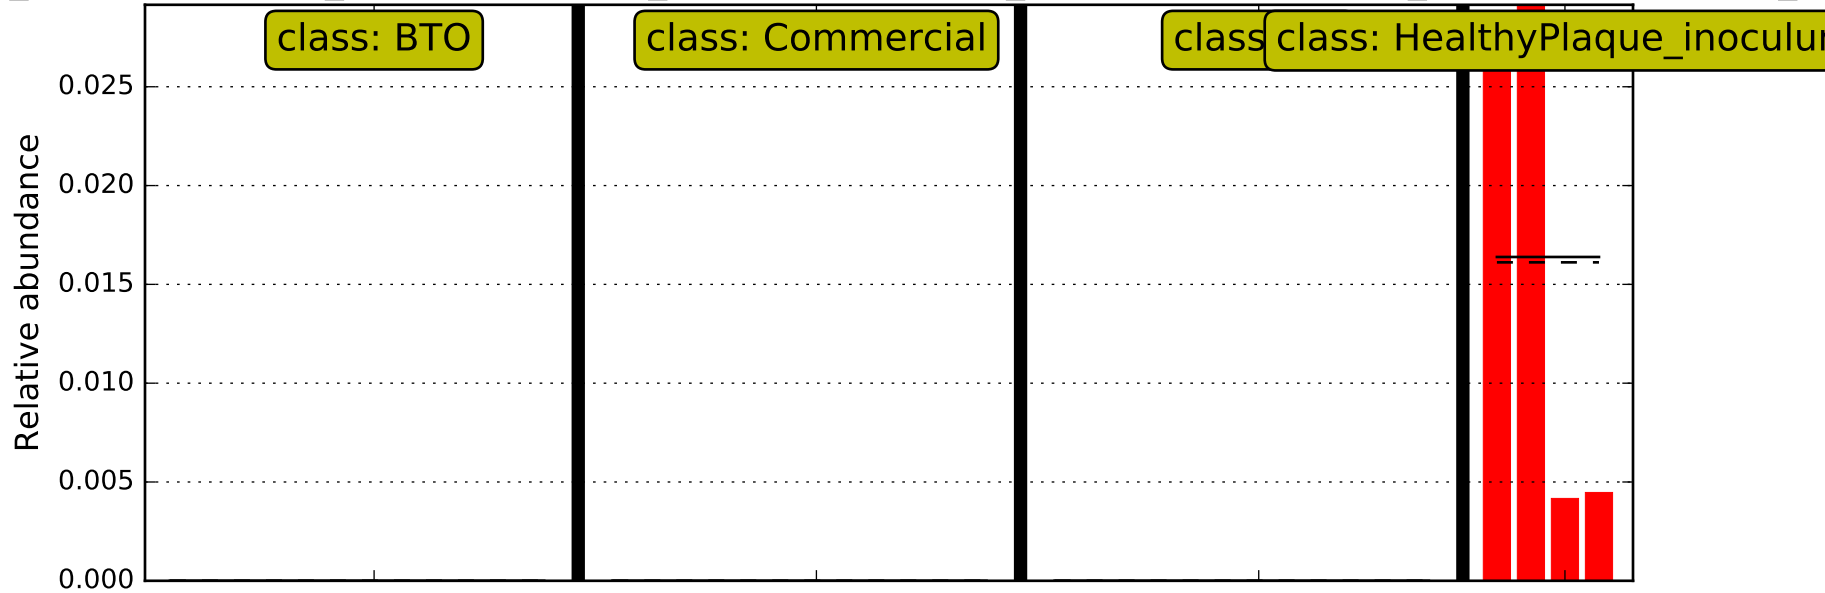 class: BTO
class: Commercial
class
class: HealthyPlaque_inoculu
0.025
0.020
0.015
0.010
0.005
0.000
Relative abundance